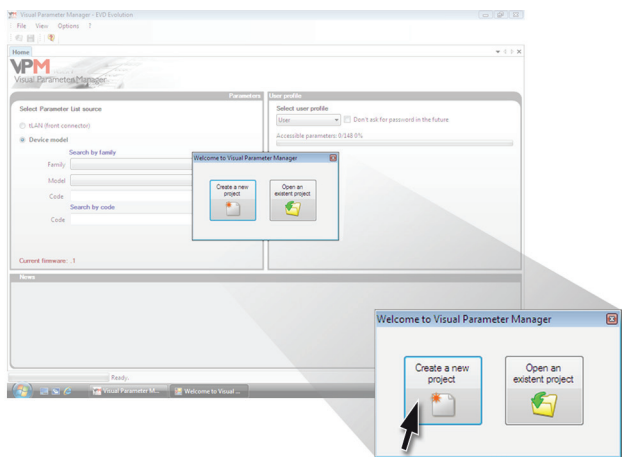 Visual Parameter Manager - EVD Evolution
File View Options ?
Home
VPM
Visual Parameter Manager
Parameters
Select Parameter List source
tLAN (front connector)
Device model
Search by family
Family
Model
Code
Search by code
Code
Current firmware: .1
User profile
Select user profile
User
Don't ask for password in the future
Accessible parameters: 0/148 0%
Welcome to Visual Parameter Manager
Create a new
project
Open an
existent project
News
Ready.
Visual Parameter M...
Welcome to Visual ...
Welcome to Visual Parameter Manager
Create a new
project
Open an
existent project